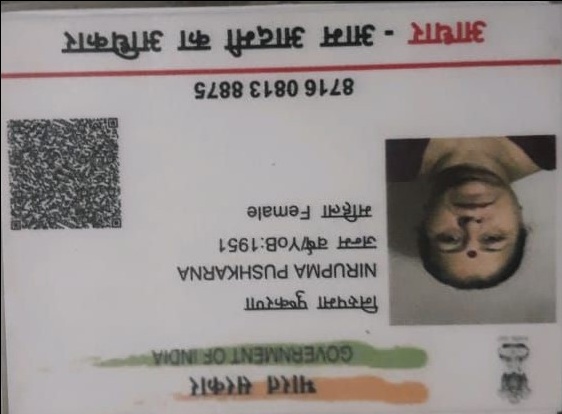 भारत सरकार
GOVERNMENT OF INDIA
निरुपमा पुष्करणा
NIRUPMA PUSHKARNA
जन्म वर्ष/YoB:1951
महिला Female
8716 0813 8875
आधार - आम आदमी का अधिकार